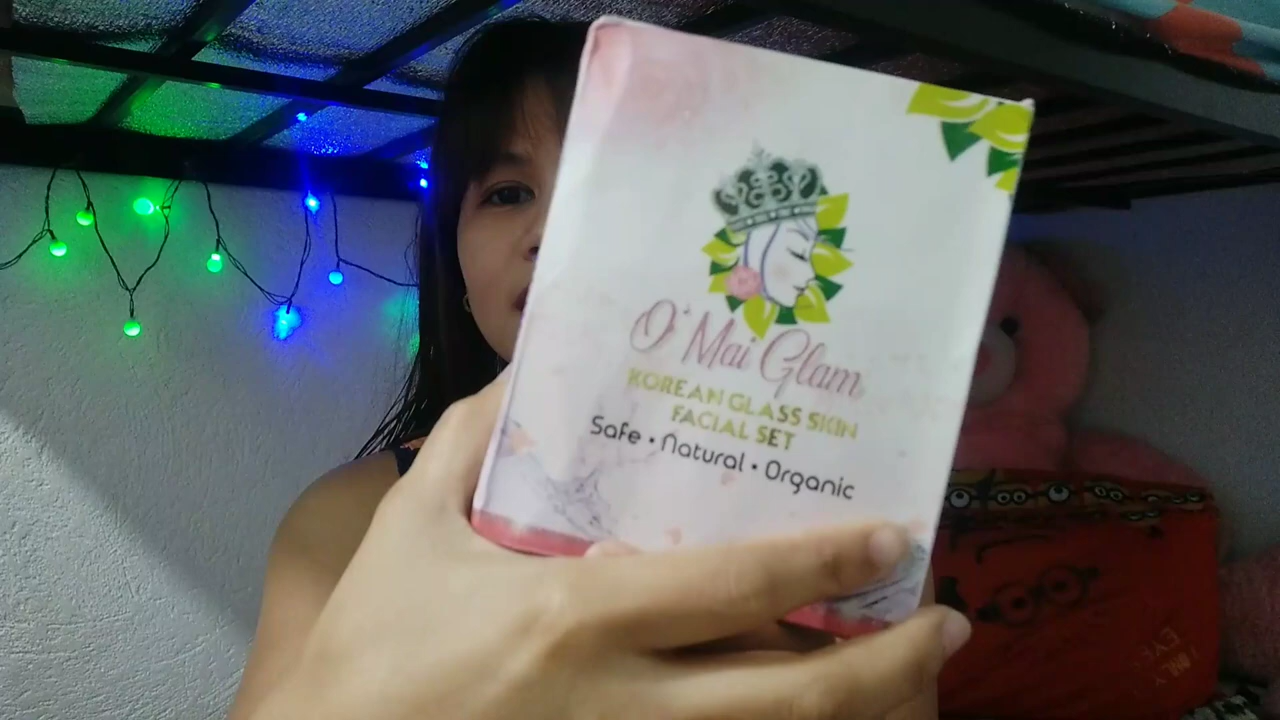 O'Mai Glam
KOREAN GLASS SKIN
FACIAL SET
Safe • Natural • Organic